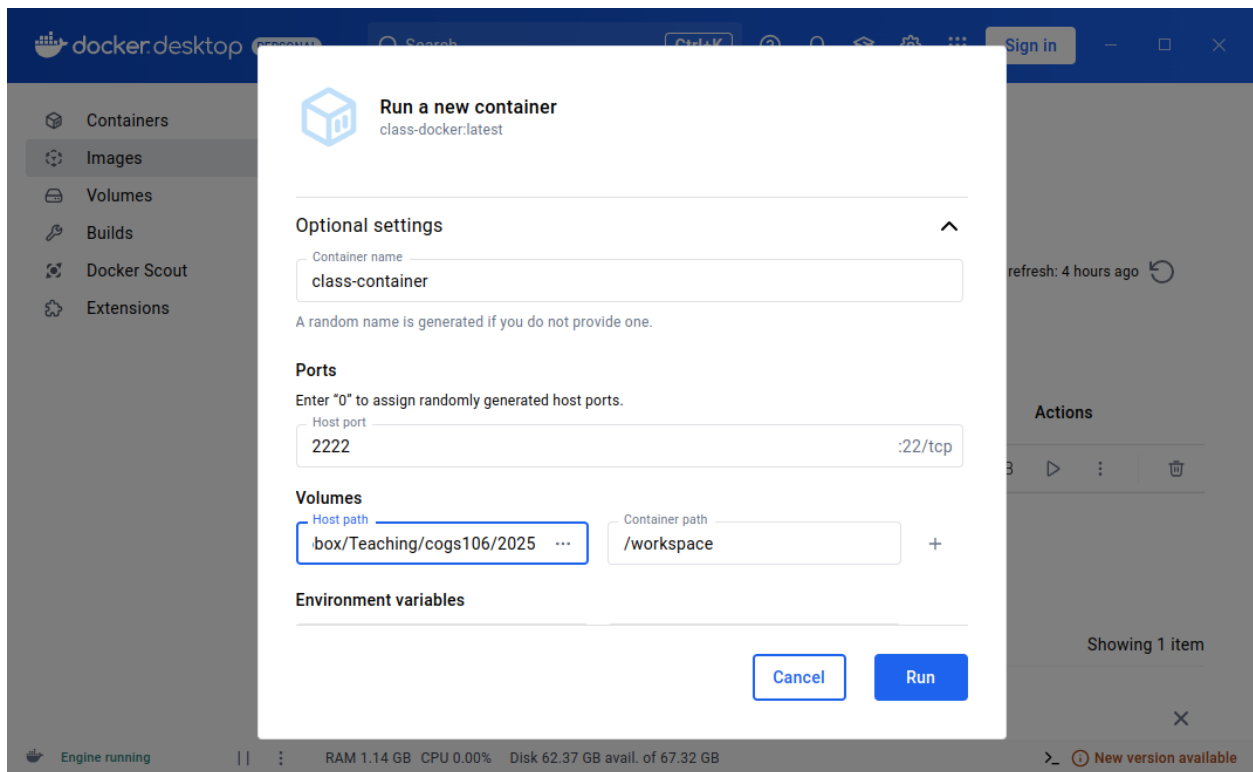 docker.desktop PERSONAL Search Ctrl+K Sign in
Run a new container
class-docker:latest
Containers
Images
Volumes
Builds
Docker Scout
Extensions
Optional settings
Container name
class-container
A random name is generated if you do not provide one.
refresh: 4 hours ago
Ports
Enter “0” to assign randomly generated host ports.
Host port
2222 :22/tcp
Actions
Volumes
Host path Container path
box/Teaching/cogs106/2025 ... /workspace +
Environment variables
Showing 1 item
Cancel Run
Engine running RAM 1.14 GB CPU 0.00% Disk 62.37 GB avail. of 67.32 GB >_ New version available